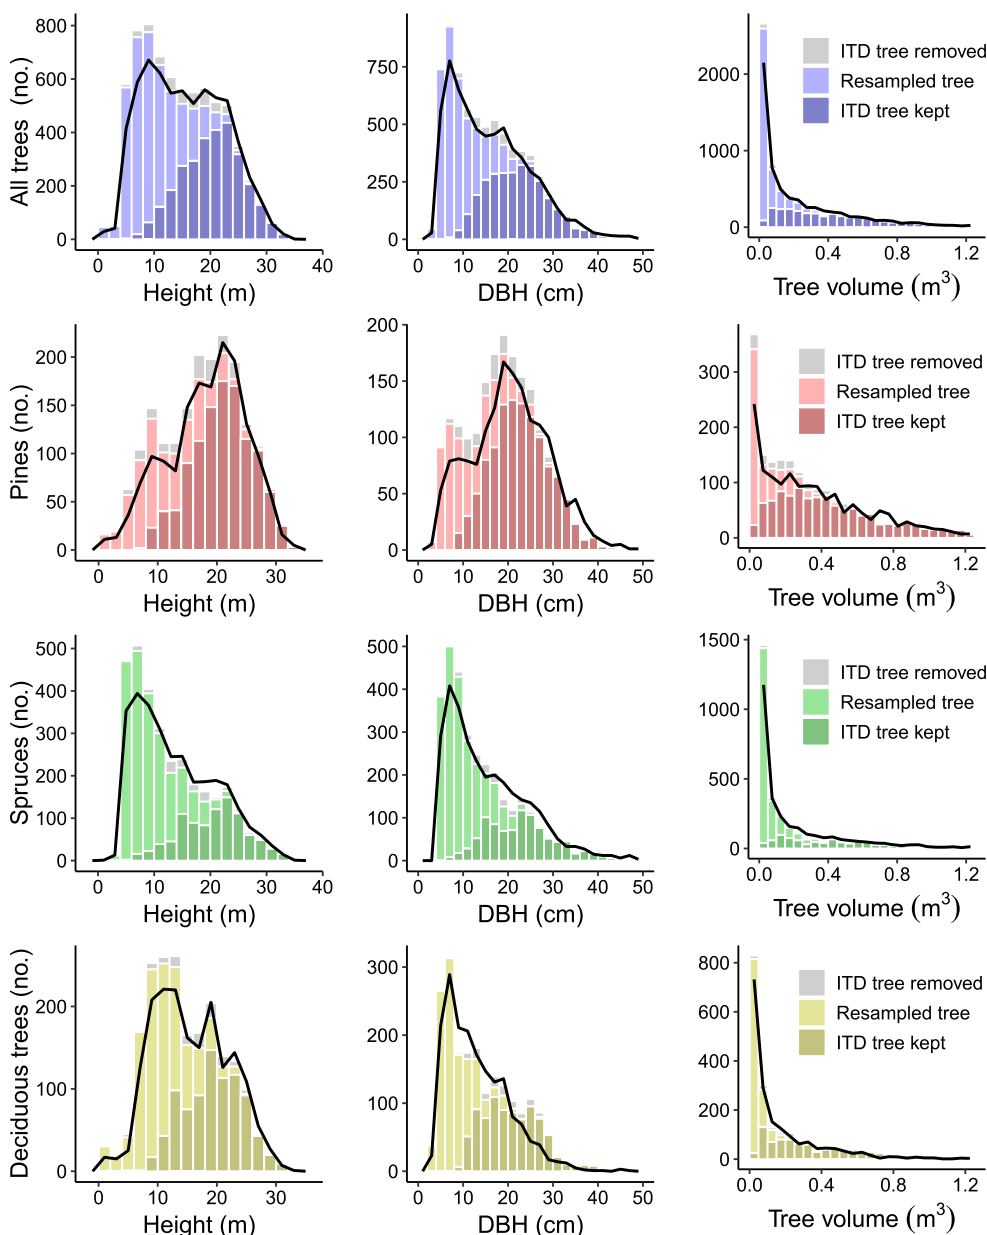 All trees (no.)
800
600
400
200
0
0 10 20 30 40
Height (m)
750
500
250
0
0 10 20 30 40 50
DBH (cm)
2000
1000
0
0.0 0.4 0.8 1.2
Tree volume (m³)
ITD tree removed
Resampled tree
ITD tree kept
Pines (no.)
200
150
100
50
0
0 10 20 30
Height (m)
200
150
100
50
0
0 10 20 30 40 50
DBH (cm)
300
200
100
0
0.0 0.4 0.8 1.2
Tree volume (m³)
ITD tree removed
Resampled tree
ITD tree kept
Spruces (no.)
500
400
300
200
100
0
0 10 20 30 40
Height (m)
500
400
300
200
100
0
0 10 20 30 40 50
DBH (cm)
1500
1000
500
0
0.0 0.4 0.8 1.2
Tree volume (m³)
ITD tree removed
Resampled tree
ITD tree kept
Deciduous trees (no.)
200
100
0
0 10 20 30
Height (m)
300
200
100
0
0 10 20 30 40 50
DBH (cm)
800
600
400
200
0
0.0 0.4 0.8 1.2
Tree volume (m³)
ITD tree removed
Resampled tree
ITD tree kept